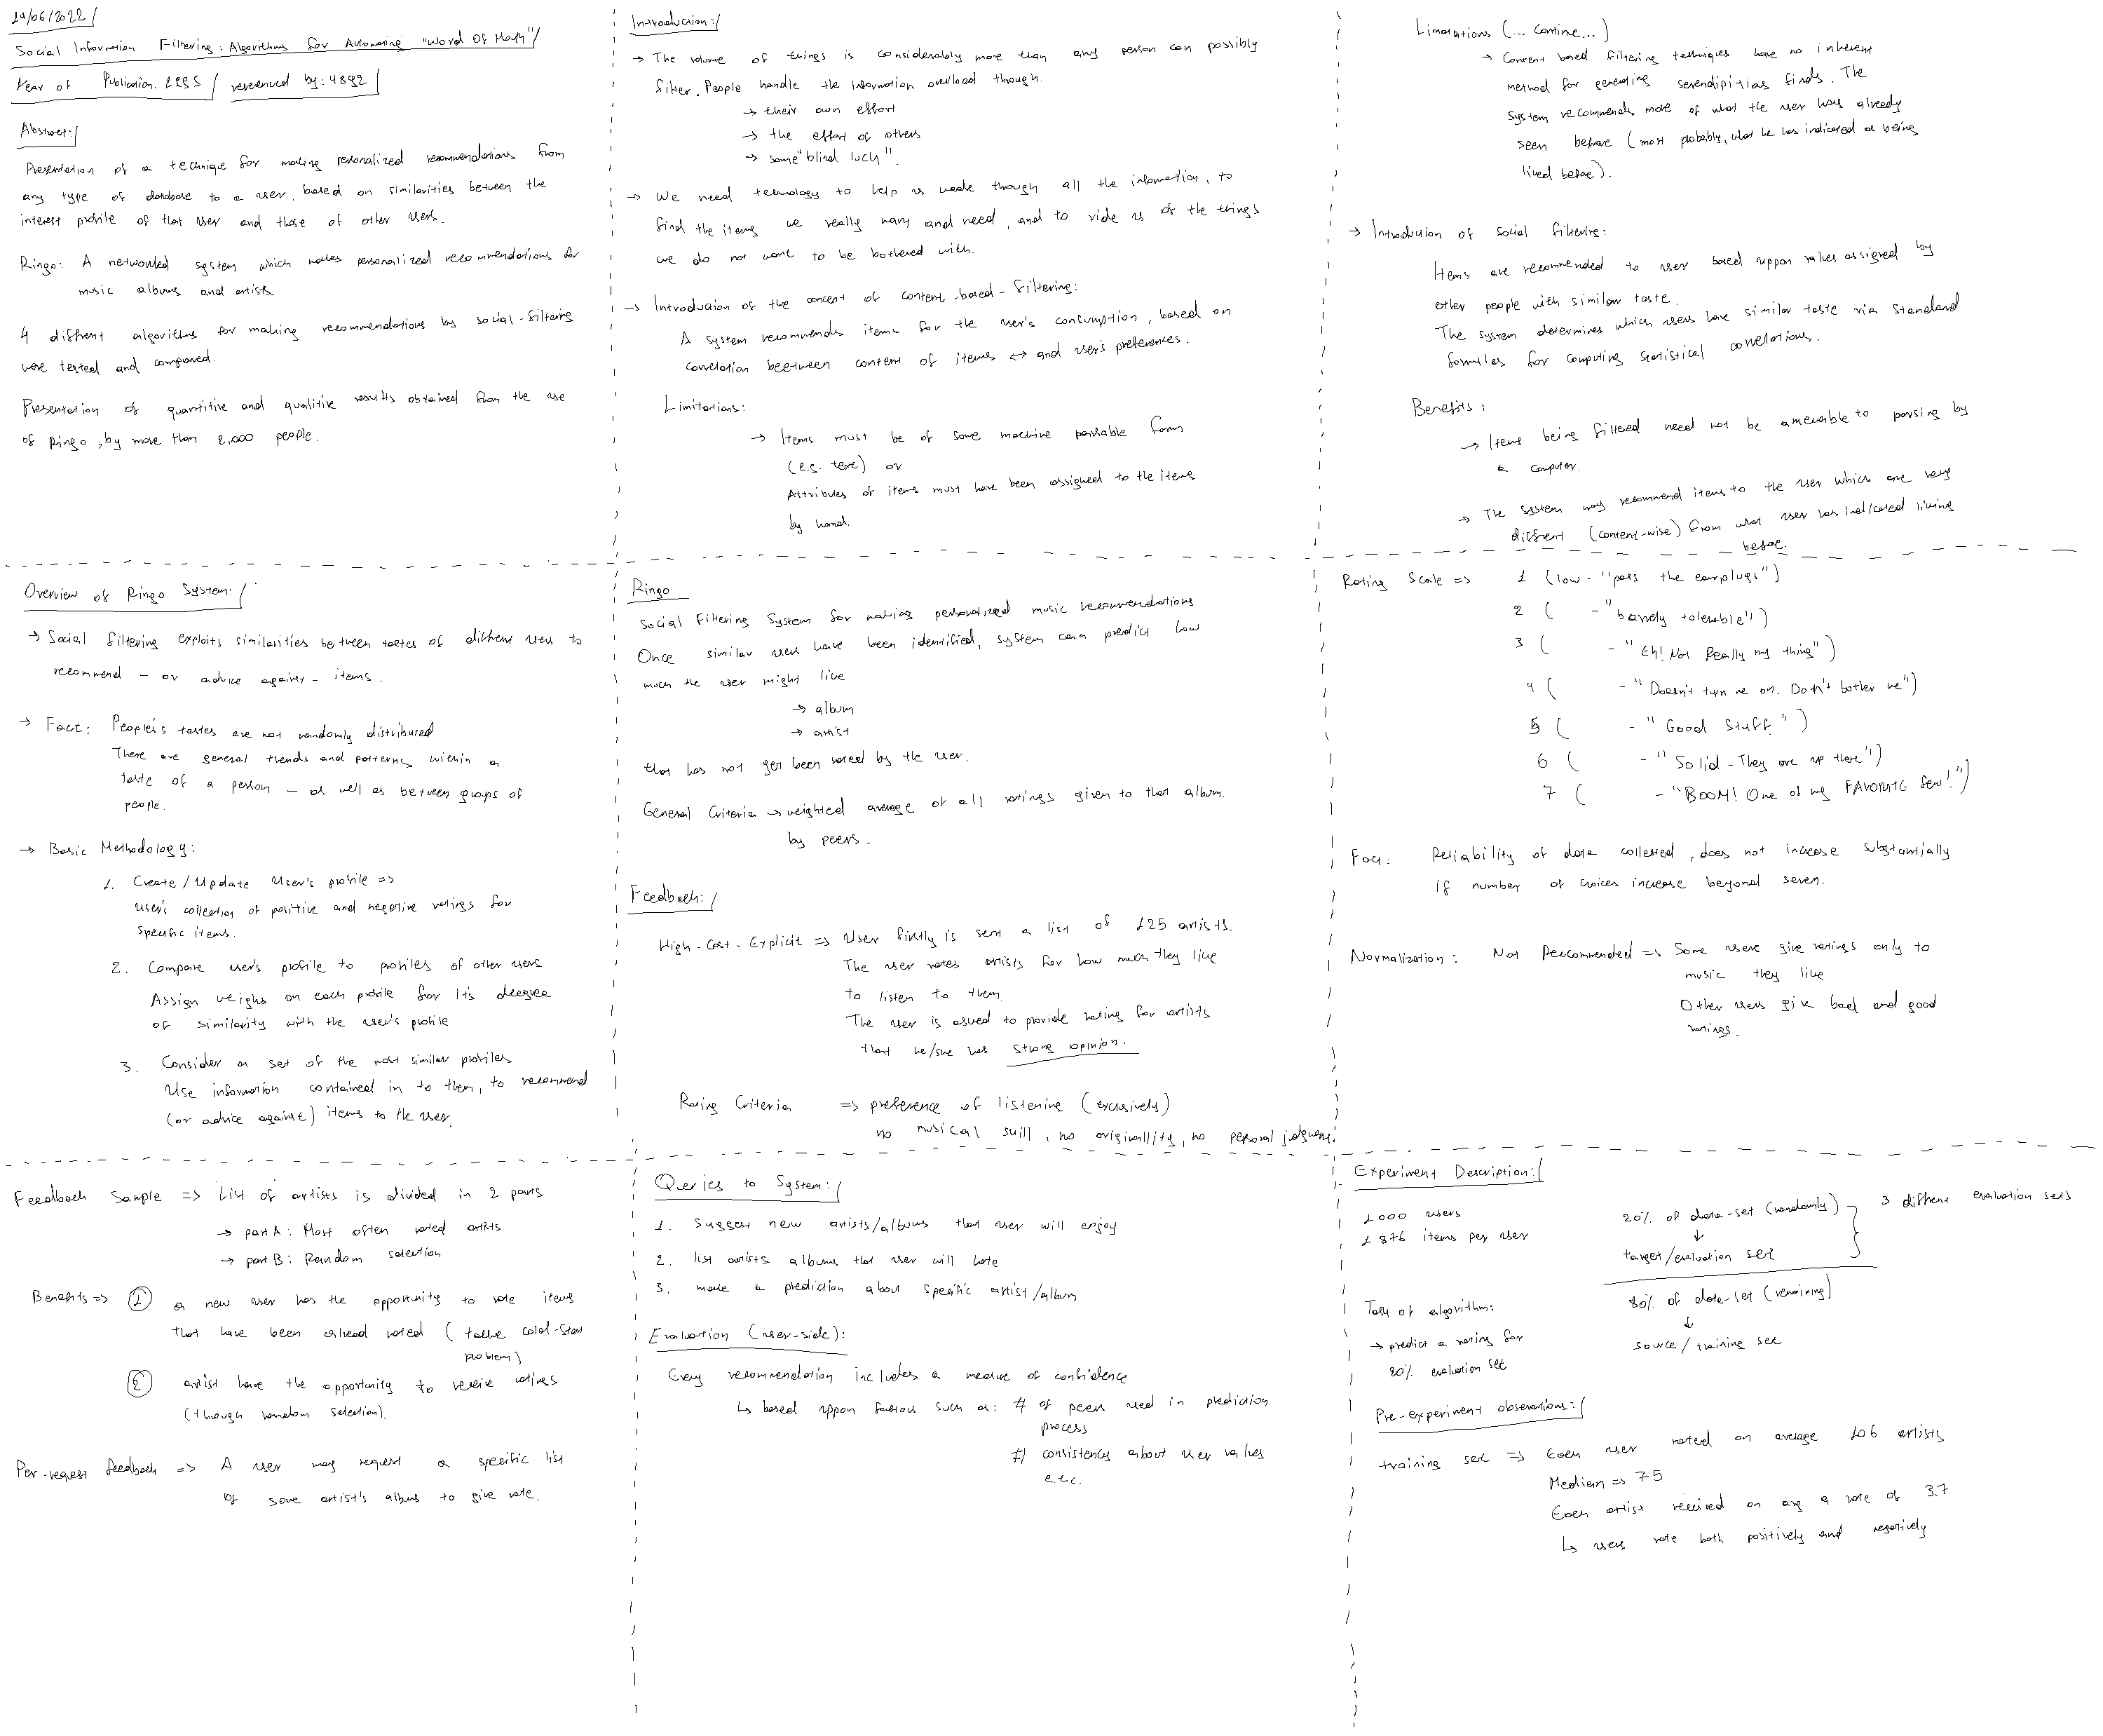 14/06/2022
Social Information Filtering: Algorithms for Automating "Word Of Mouth"
Year of Publication: 1995 / referenced by: 4892
Abstract:
Presentation of a technique for making personalized recommendations from
any type of database to a user, based on similarities between the
interest profile of that user and those of other users.
Ringo: A networked system which makes personalized recommendations for
music albums and artists
4 diffrent algorithms for making recommendations by social-filtering
were tested and compared.
Presentation of quantitive and qualitive results obtained from the use
of Ringo, by more than 2,000 people.
Introduction:
→ The volume of things is considerably more than any person can possibly
filter. People handle the information overload through:
→ their own effort
→ the effort of others
→ some "blind luck".
→ We need technology to help us wade though all the information, to
find the items we really want and need, and to ride us of the things
we do not want to be bothered with.
→ Introduction of the concept of content-based-filtering:
A system recommends items for the user's consumption, based on
correlation beetween content of items ↔ and user's preferences.
Limitations:
→ Items must be of some machine parsable form
(e.g. text) or
Attributes of items must have been assigned to the items
by hand.
Limitations (... continue...)
→ Content based filtering techniques have no inherent
method for generating serendipitias finds. The
system recommends more of what the user has already
seen before (most probably, what he has indicated as being
liked before).
→ Introduction of Social filtering:
Items are recommended to user based uppon values assigned by
other people with similar taste.
The system determines which users have similar taste via standard
formulas for computing statistical correlations.
Benefits:
→ Items being filtered need not be amenable to parsing by
a computer.
→ The system may recommend items to the user which are very
diffrent (content-wise) from what user has indicated liking
before.
Overview of Ringo System:
→ Social filtering exploits similarities between tastes of diffrent users to
recommend - or advice against - items.
→ Fact: People's tastes are not randomly distributed
There are general trends and patterns within a
taste of a person - as well as between groups of
people.
→ Basic Methodology:
1. Create/Update User's profile =>
user's collection of positive and negative ratings for
specific items.
2. Compare user's profile to profiles of other users
Assign weighs on each profile for its deegree
of similarity with the user's profile
3. Consider a set of the most similar profiles
Use information contained in to them, to recommend
(or advice against) items to the user.
Ringo
Social Filtering System for making personalized music recommendations
Once similar users have been identified, system can predict how
much the user might like
→ album
→ artist
that has not yet been rated by the user.
General Criteria → weighted average of all ratings given to that album.
by peers.
Feedback:
High-Cost-Explicit => User firstly is sent a list of 125 artists.
The user rates artists for how much they like
to listen to them.
The user is asked to provide rating for artists
that he/she has strong opinion.
Rating Criteria => preference of listening (exclusively)
no musical skill, no originallity, no personal judgment.
Rating Scale => 1 (low - "pass the earplugs")
2 ( - "barely tolerable")
3 ( - "Eh! Not Really my thing")
4 ( - "Doesn't turn me on. Don't bother me")
5 ( - "Good Stuff")
6 ( - "Solid - They are up there")
7 ( - "BOOM! One of my FAVORITE few!")
Fact: Reliability of data collected, does not increase substantially
if number of choices increase beyond seven.
Normalization: Not Reccommended => Some users give ratings only to
music they like
Other users give bad and good
ratings.
Feedback Sample => List of artists is divided in 2 parts
→ part A: Most often rated artists
→ part B: Random selection
Benefits => 1 a new user has the opportunity to rate items
that have been alread rated (
cold-start
problem)
2 artist have the opportunity to receive ratings
(through random selection).
Per-request feedback => A user may request a specific list
of some artist's albums to give rate.
Queries to System:
1. Suggest new artists/albums that user will enjoy
2. list artists albums that user will hate
3. make a prediction about specific artist/album
Evaluation (user-side):
Every recommendation includes a measure of confidence
↳ based uppon factors such as: # of peers used in prediction
process
#/ consistency about user values
etc.
Experiment Description:
1000 users
1876 items per user
20% of data-set (randomly)
↓
target/evaluation set
3 diffrent evaluation sets
80% of data-set (remaining)
↓
source/training set
Task of algorithm:
→ predict a rating for
20% evaluation set
Pre-experiment observations:
training set => Each user rated on average 106 artists
Median => 75
Each artist received on avg a rate of 3.7
↳ users rate both positively and negatively